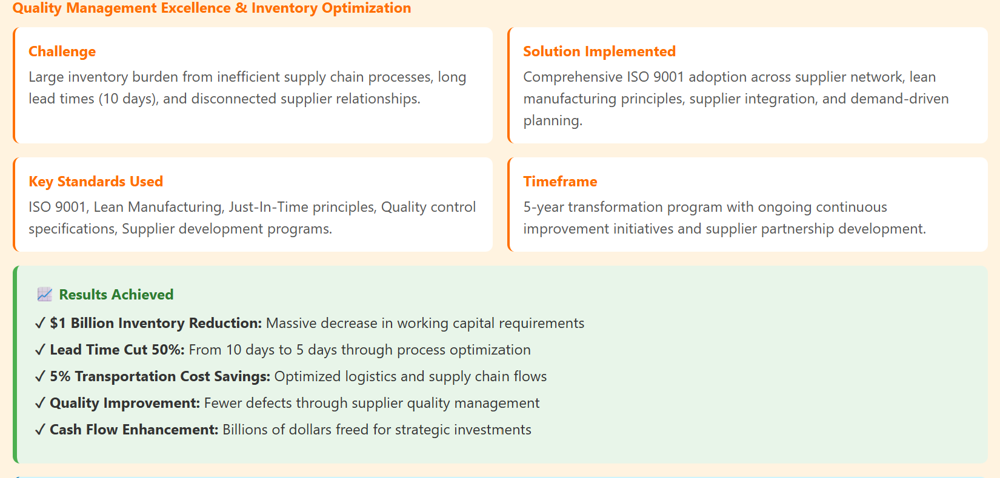 Quality Management Excellence & Inventory Optimization
Challenge
Large inventory burden from inefficient supply chain processes, long
lead times (10 days), and disconnected supplier relationships.
Solution Implemented
Comprehensive ISO 9001 adoption across supplier network, lean
manufacturing principles, supplier integration, and demand-driven
planning.
Key Standards Used
ISO 9001, Lean Manufacturing, Just-In-Time principles, Quality control
specifications, Supplier development programs.
Timeframe
5-year transformation program with ongoing continuous
improvement initiatives and supplier partnership development.
📈 Results Achieved
✓ $1 Billion Inventory Reduction: Massive decrease in working capital requirements
✓ Lead Time Cut 50%: From 10 days to 5 days through process optimization
✓ 5% Transportation Cost Savings: Optimized logistics and supply chain flows
✓ Quality Improvement: Fewer defects through supplier quality management
✓ Cash Flow Enhancement: Billions of dollars freed for strategic investments